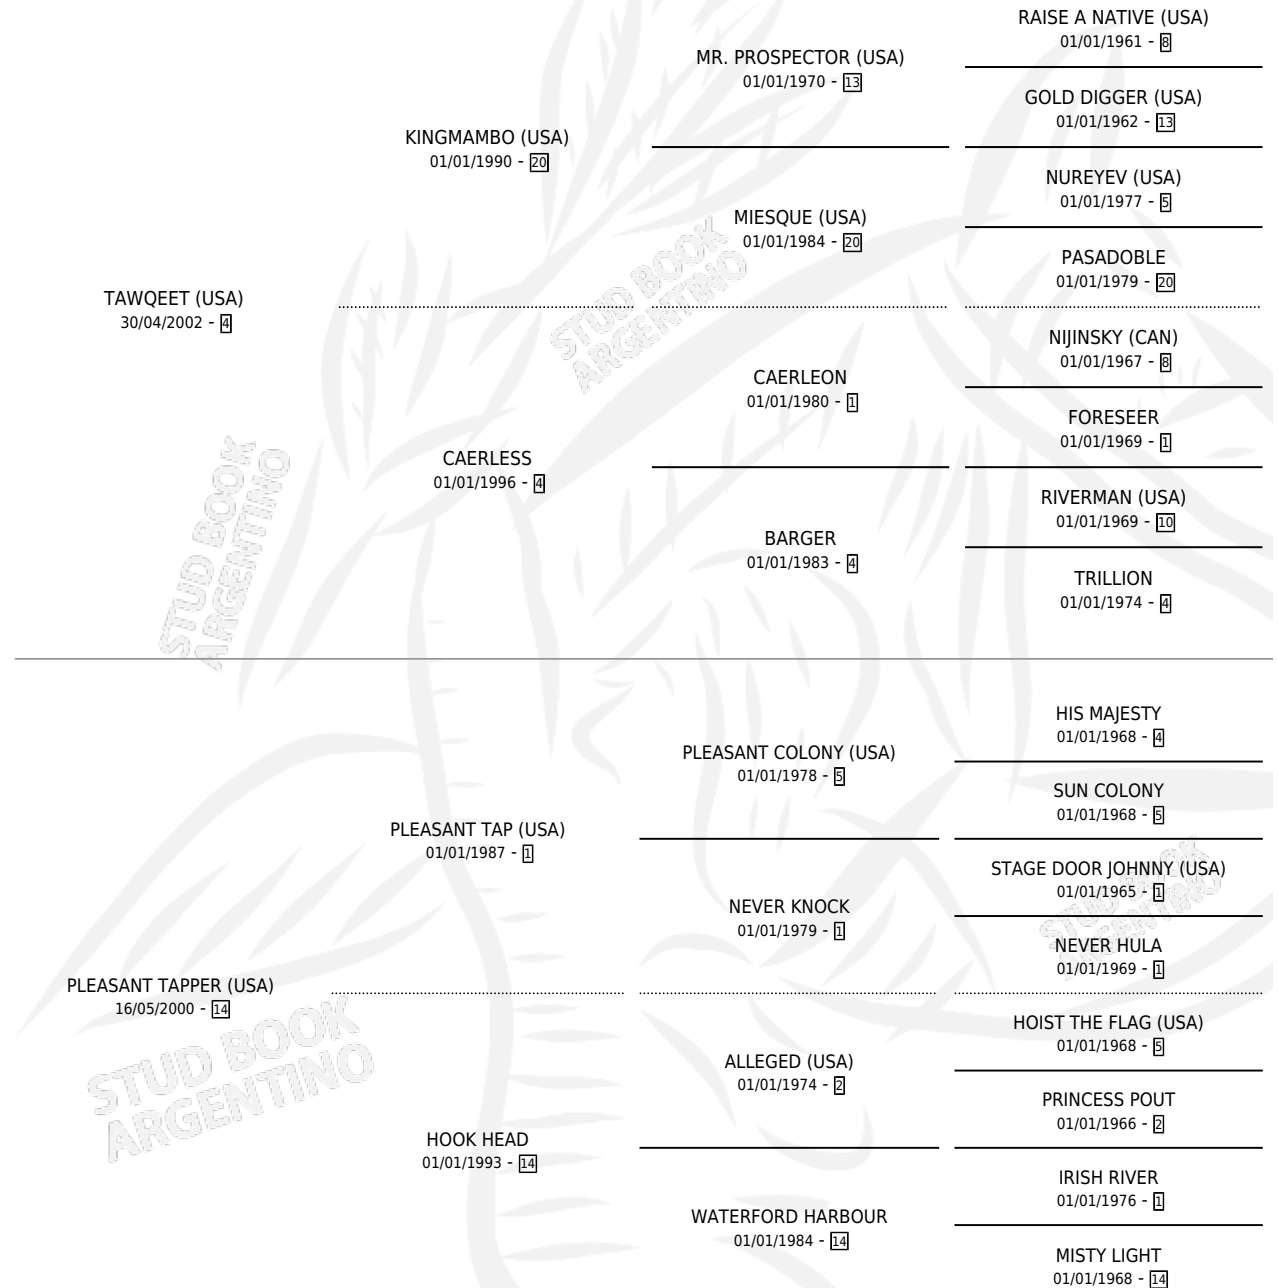 RAISE A NATIVE (USA)
01/01/1961 - 8
MR. PROSPECTOR (USA)
01/01/1970 - 13
GOLD DIGGER (USA)
01/01/1962 - 13
KINGMAMBO (USA)
01/01/1990 - 20
NUREYEV (USA)
01/01/1977 - 5
MIESQUE (USA)
01/01/1984 - 20
PASADOBLE
01/01/1979 - 20
TAWQEET (USA)
30/04/2002 - 4
NIJINSKY (CAN)
01/01/1967 - 8
CAERLEON
01/01/1980 - 1
FORESEER
01/01/1969 - 1
CAERLESS
01/01/1996 - 4
RIVERMAN (USA)
01/01/1969 - 10
BARGER
01/01/1983 - 4
TRILLION
01/01/1974 - 4
HIS MAJESTY
01/01/1968 - 4
PLEASANT COLONY (USA)
01/01/1978 - 5
SUN COLONY
01/01/1968 - 5
PLEASANT TAP (USA)
01/01/1987 - 1
STAGE DOOR JOHNNY (USA)
01/01/1965 - 1
NEVER KNOCK
01/01/1979 - 1
NEVER HULA
01/01/1969 - 1
PLEASANT TAPPER (USA)
16/05/2000 - 14
HOIST THE FLAG (USA)
01/01/1968 - 5
ALLEGED (USA)
01/01/1974 - 2
PRINCESS POUT
01/01/1966 - 2
HOOK HEAD
01/01/1993 - 14
IRISH RIVER
01/01/1976 - 1
WATERFORD HARBOUR
01/01/1984 - 14
MISTY LIGHT
01/01/1968 - 14
STUD BOOK
ARGENTINO
STUD BOOK
ARGENTINO
STUD BOOK
ARGENTINO
STUD BOOK
ARGENTINO